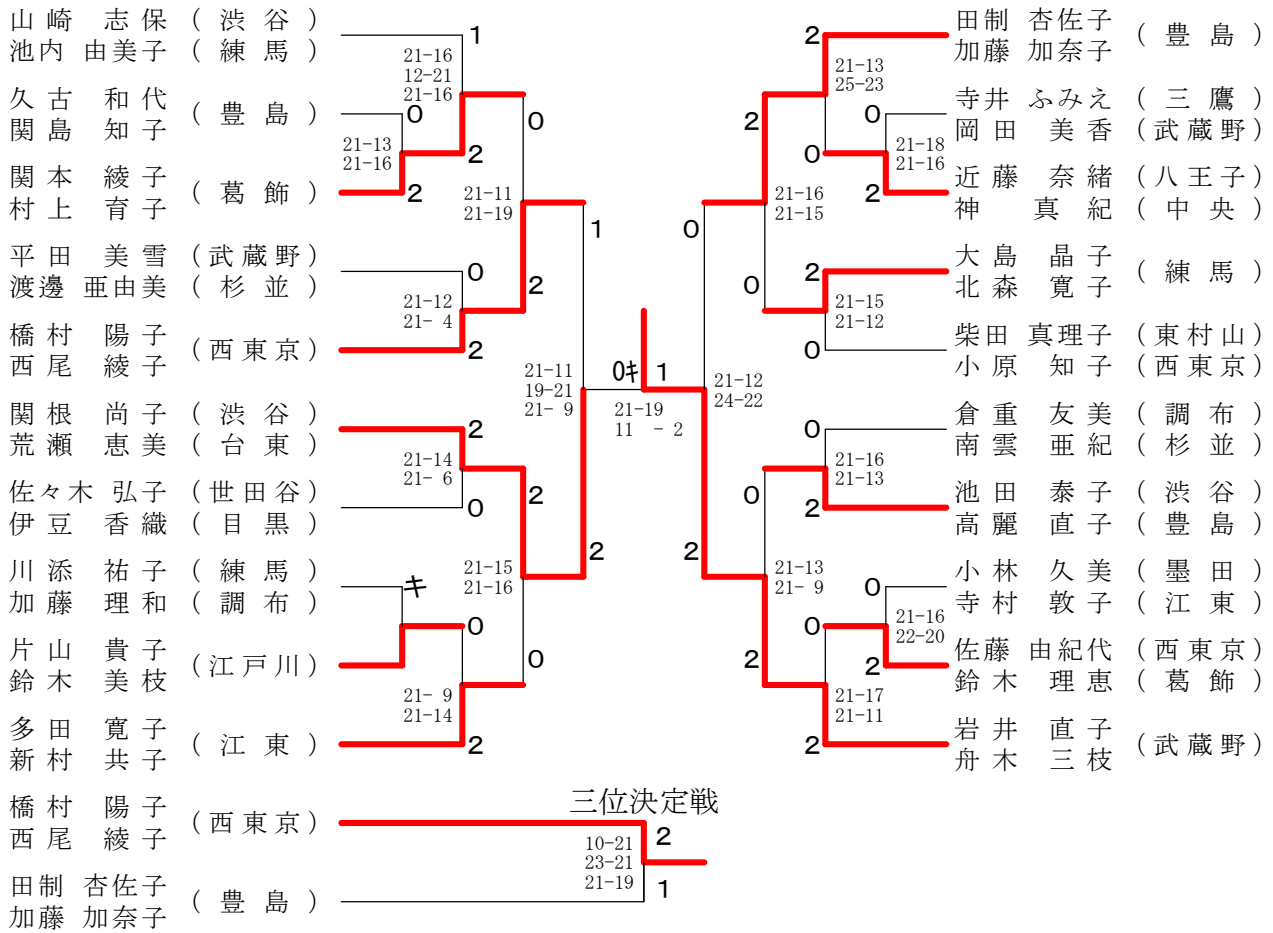 山崎 志保 (渋谷)
池内 由美子 (練馬)
1
21-16
12-21
21-16
久古 和代
関島 知子
(豊島)
0
0
21-13
21-16
2
関本 綾子
村上 育子
(葛飾)
2
21-11
21-19
1
平田 美雪 (武蔵野)
渡邊 亜由美 (杉並)
0
2
21-12
21- 4
橋村 陽子
西尾 綾子
(西東京)
2
21-11
19-21
21- 9
関根 尚子 (渋谷)
荒瀬 恵美 (台東)
2
21-14
21- 6
2
佐々木 弘子 (世田谷)
伊豆 香織 (目黒)
0
2
川添 祐子 (練馬)
加藤 理和 (調布)
キ
21-15
21-16
0
片山 貴子
鈴木 美枝
(江戸川)
0
21- 9
21-14
多田 寛子
新村 共子
(江東)
2
0キ
1
21-19
11 - 2
田制 杏佐子
加藤 加奈子
(豊島)
2
21-13
25-23
寺井 ふみえ (三鷹)
岡田 美香 (武蔵野)
0
2
21-18
21-16
0
近藤 奈緒 (八王子)
神 真紀 (中央)
2
21-16
21-15
0
大島 晶子
北森 寛子
(練馬)
2
0
21-15
21-12
柴田 真理子 (東村山)
小原 知子 (西東京)
0
21-12
24-22
倉重 友美 (調布)
南雲 亜紀 (杉並)
0
21-16
21-13
0
池田 泰子 (渋谷)
高麗 直子 (豊島)
2
2
小林 久美 (墨田)
寺村 敦子 (江東)
0
21-13
21- 9
21-16
22-20
0
佐藤 由紀代 (西東京)
鈴木 理恵 (葛飾)
2
2
21-17
21-11
岩井 直子
舟木 三枝
(武蔵野)
2
三位決定戦
橋村 陽子
西尾 綾子
(西東京)
2
10-21
23-21
21-19
1
田制 杏佐子
加藤 加奈子
(豊島)